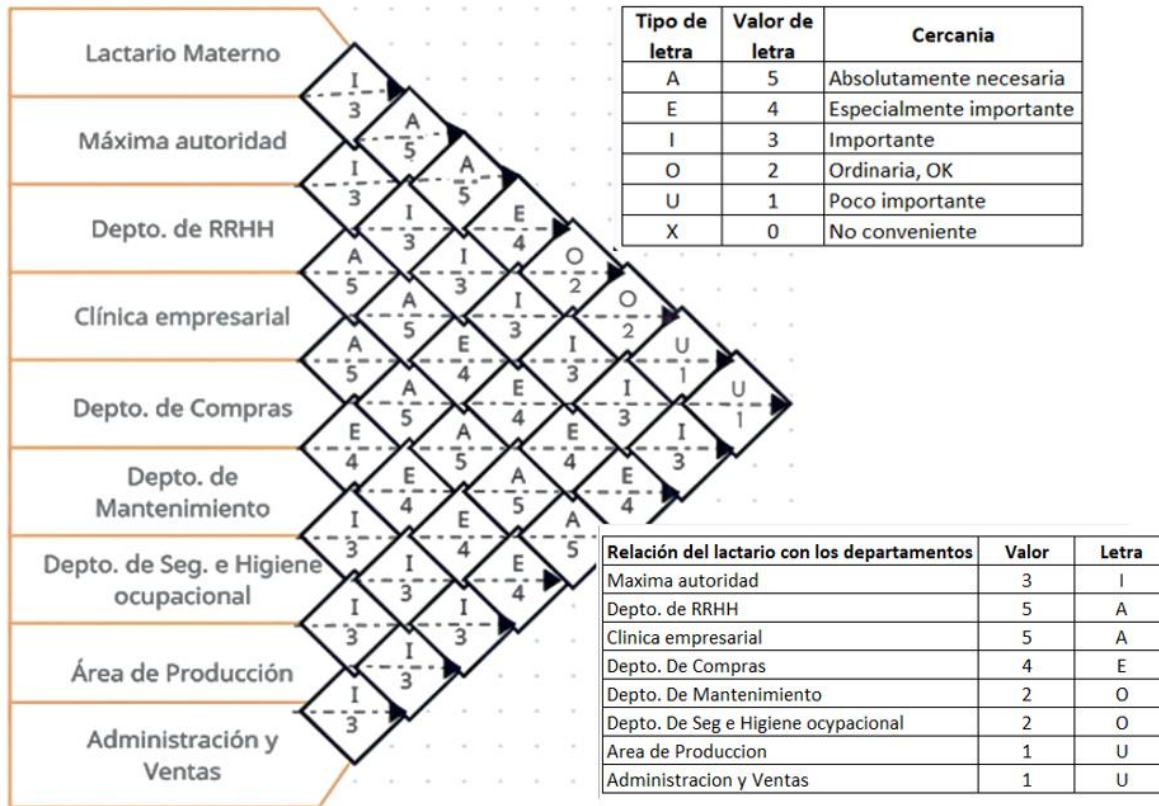 Lactario Materno
Máxima autoridad
Depto. de RRHH
Clínica empresarial
Depto. de Compras
Depto. de
Mantenimiento
Depto. de Seg. e Higiene
ocupacional
Área de Producción
Administración y
Ventas
I
3
A
5
I A
3 5
I E
3 4
A I O
5 3 2
A I O
5 3 2
A E I U
5 4 3 1
A E I U
5 4 3 1
E A E I
4 5 4 3
E A E
4 5 4
I E A
3 4 5
I E
3 4
I I
3 3
I
3
I
3
Tipo de letra Valor de letra Cercania
A 5 Absolutamente necesaria
E 4 Especialmente importante
I 3 Importante
O 2 Ordinaria, OK
U 1 Poco importante
X 0 No conveniente
Relación del lactario con los departamentos Valor Letra
Maxima autoridad 3 I
Depto. de RRHH 5 A
Clinica empresarial 5 A
Depto. De Compras 4 E
Depto. De Mantenimiento 2 O
Depto. De Seg e Higiene ocypacional 2 O
Area de Produccion 1 U
Administracion y Ventas 1 U